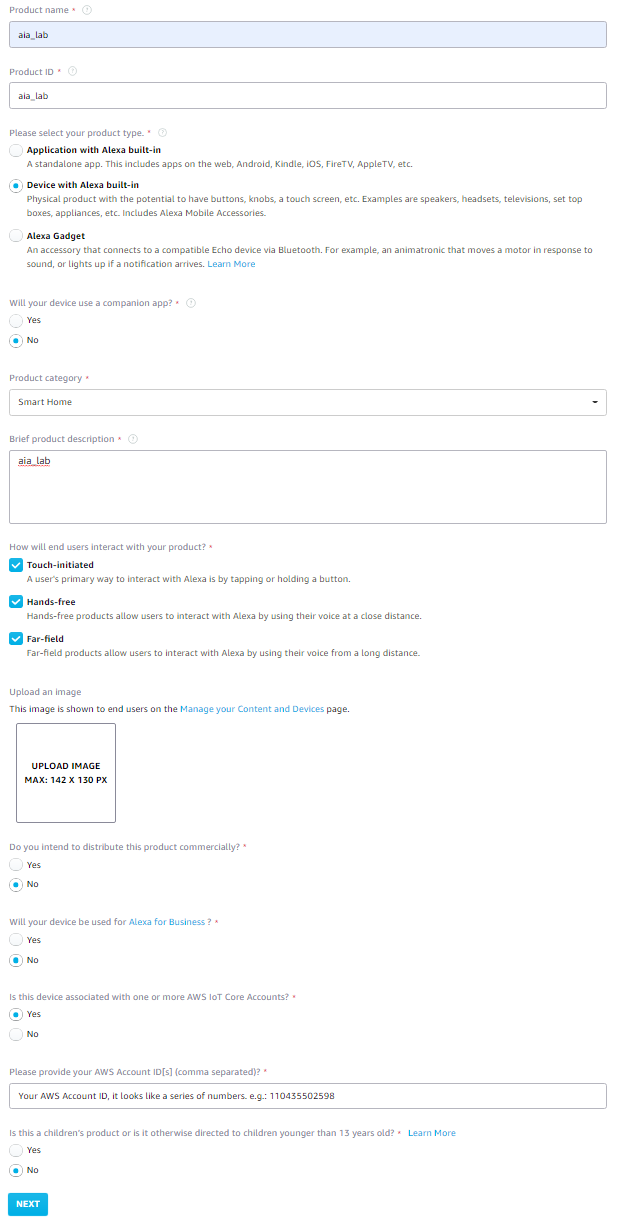 Product name *
aia_lab
Product ID *
aia_lab
Please select your product type. *
Application with Alexa built-in
A standalone app. This includes apps on the web, Android, Kindle, iOS, FireTV, AppleTV, etc.
Device with Alexa built-in
Physical product with the potential to have buttons, knobs, a touch screen, etc. Examples are speakers, headsets, televisions, set top
boxes, appliances, etc. Includes Alexa Mobile Accessories.
Alexa Gadget
An accessory that connects to a compatible Echo device via Bluetooth. For example, an animatronic that moves a motor in response to
sound, or lights up if a notification arrives. Learn More
Will your device use a companion app? *
Yes
No
Product category *
Smart Home
Brief product description *
aia_lab
How will end users interact with your product? *
Touch-initiated
A user's primary way to interact with Alexa is by tapping or holding a button.
Hands-free
Hands-free products allow users to interact with Alexa by using their voice at a close distance.
Far-field
Far-field products allow users to interact with Alexa by using their voice from a long distance.
Upload an image
This image is shown to end users on the Manage your Content and Devices page.
UPLOAD IMAGE
MAX: 142 X 130 PX
Do you intend to distribute this product commercially? *
Yes
No
Will your device be used for Alexa for Business ? *
Yes
No
Is this device associated with one or more AWS IoT Core Accounts? *
Yes
No
Please provide your AWS Account ID[s] (comma separated)? *
Your AWS Account ID, it looks like a series of numbers. e.g.: 110435502598
Is this a children's product or is it otherwise directed to children younger than 13 years old? * Learn More
Yes
No
NEXT